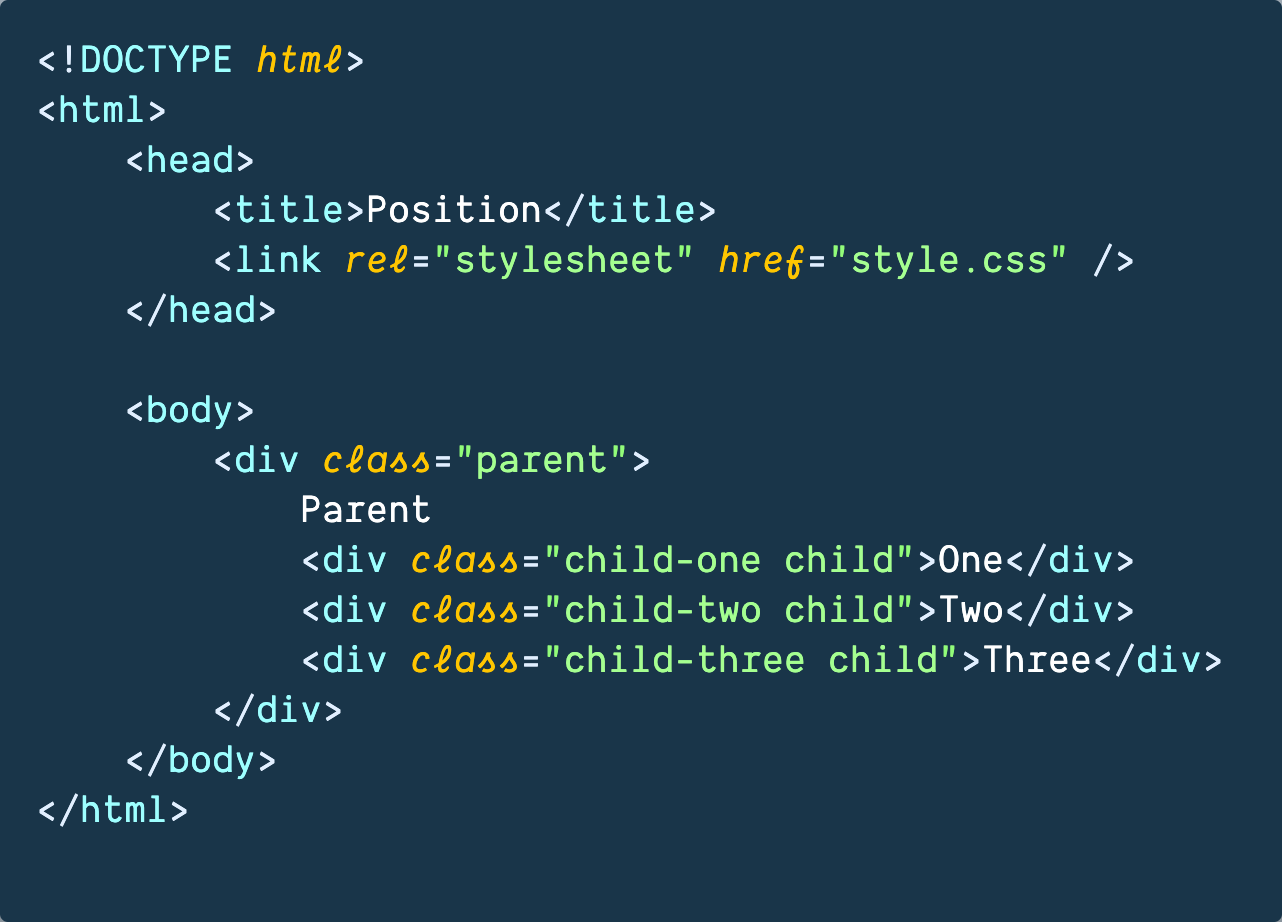 <!DOCTYPE html>
<html>
    <head>
        <title>Position</title>
        <link rel="stylesheet" href="style.css" />
    </head>

    <body>
        <div class="parent">
            Parent
            <div class="child-one child">One</div>
            <div class="child-two child">Two</div>
            <div class="child-three child">Three</div>
        </div>
    </body>
</html>